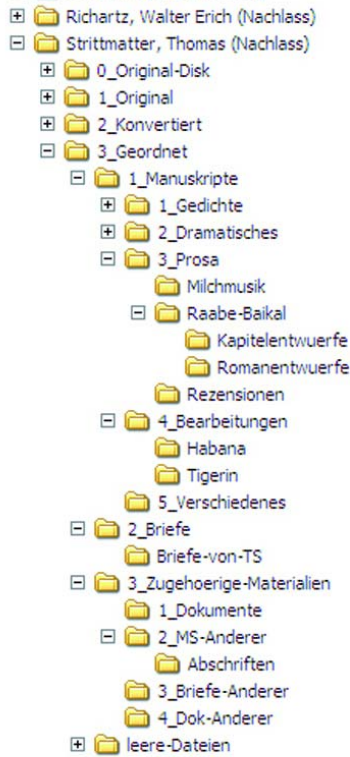 Richartz, Walter Erich (Nachlass)
Strittmatter, Thomas (Nachlass)
0_Original-Disk
1_Original
2_Konvertiert
3_Geordnet
1_Manuskripte
1_Gedichte
2_Dramatisches
3_Prosa
Milchmusik
Raabe-Baikal
Kapitelentwuerfe
Romanentwuerfe
Rezensionen
4_Bearbeitungen
Habana
Tigerin
5_Verschiedenes
2_Briefe
Briefe-von-TS
3_Zugehoerige-Materialien
1_Dokumente
2_MS-Anderer
Abschriften
3_Briefe-Anderer
4_Dok-Anderer
leere-Dateien